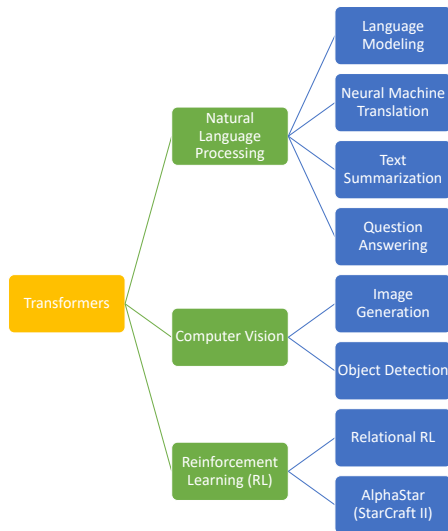 Transformers
Natural
Language
Processing
Language
Modeling
Neural Machine
Translation
Text
Summarization
Question
Answering
Computer Vision
Image
Generation
Object Detection
Reinforcement
Learning (RL)
Relational RL
AlphaStar
(StarCraft II)